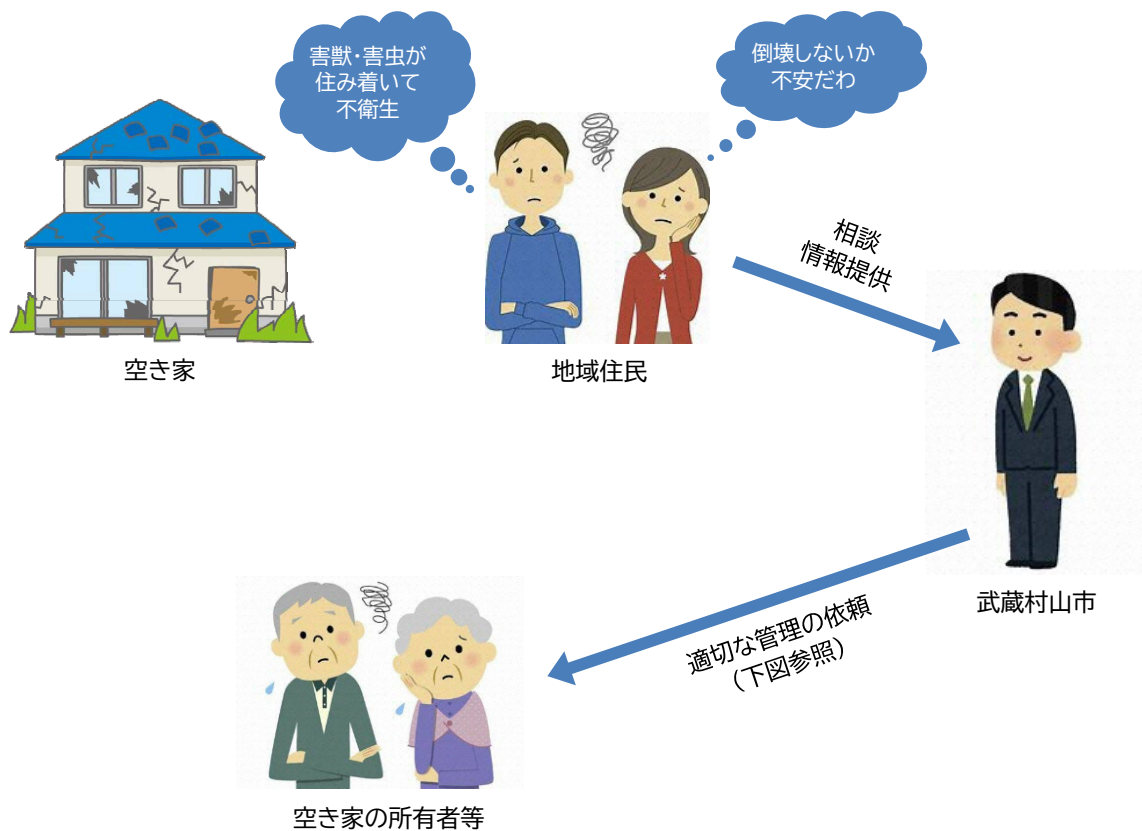 害獣・害虫が
住み着いて
不衛生
倒壊しないか
不安だわ
空き家
地域住民
相談
情報提供
武蔵村山市
適切な管理の依頼
（下図参照）
空き家の所有者等